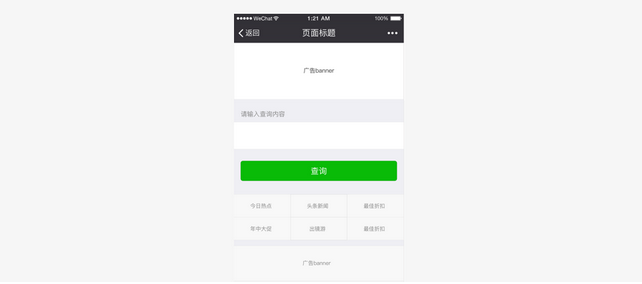 WeChat 1:21 AM 100%
返回 页面标题
广告banner
请输入查询内容
查询
今日热点 头条新闻 最佳折扣
年中大促 出境游 最佳折扣
广告banner